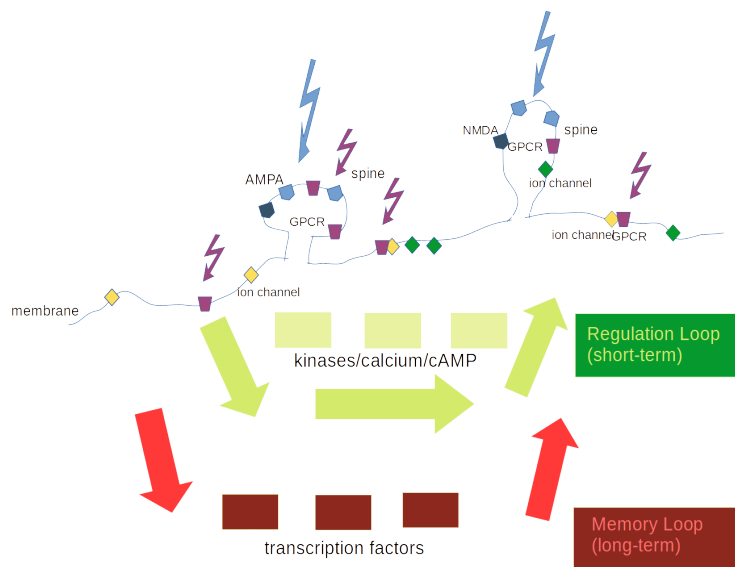 NMDA
spine
GPCR
AMPA
spine
ion channel
GPCR
ion channel
GPCR
ion channel
membrane
Regulation Loop
(short-term)
kinases/calcium/cAMP
Memory Loop
(long-term)
transcription factors